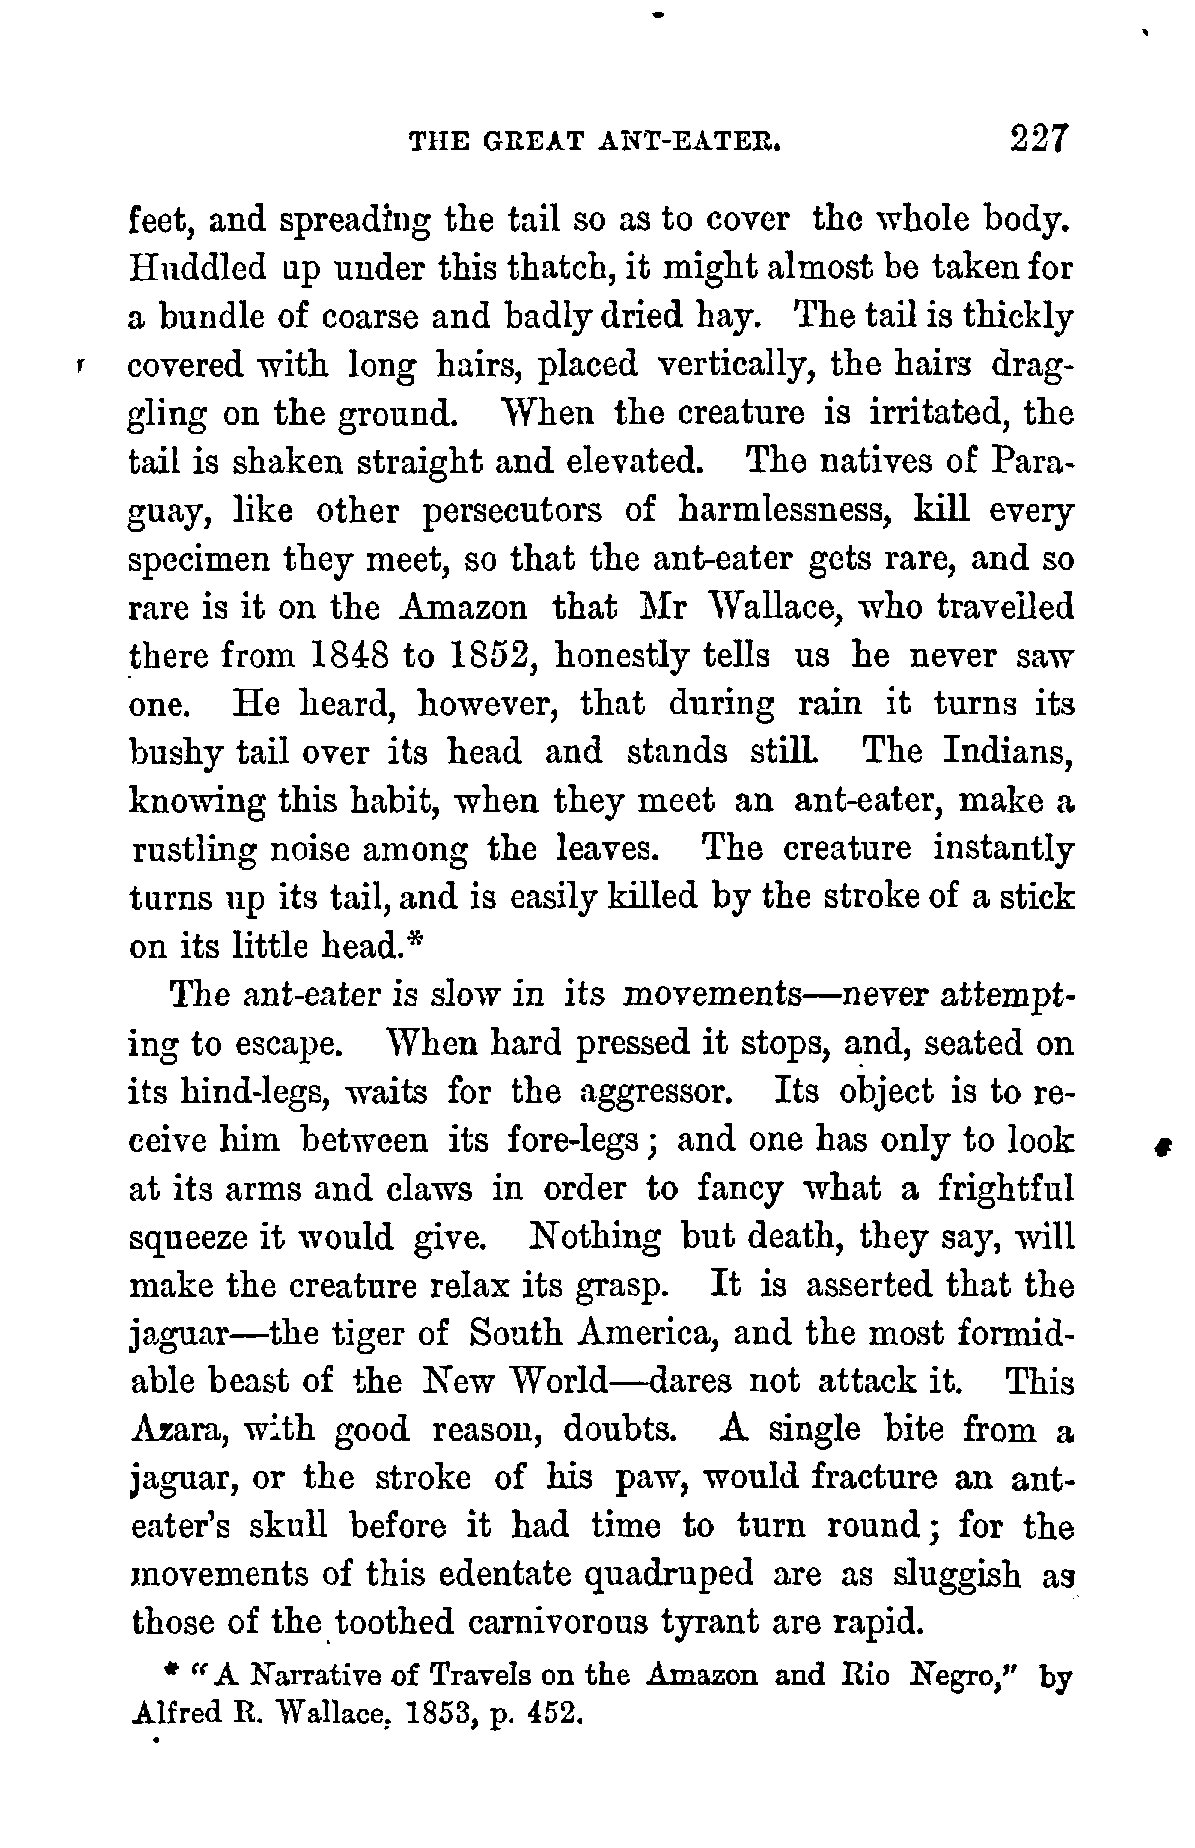 THE GREAT ANT-EATER. 227
feet, and spreading the tail so as to cover the whole body.
Huddled up under this thatch, it might almost be taken for
a bundle of coarse and badly dried hay. The tail is thickly
covered with long hairs, placed vertically, the hairs drag-
gling on the ground. When the creature is irritated, the
tail is shaken straight and elevated. The natives of Para-
guay, like other persecutors of harmlessness, kill every
specimen they meet, so that the ant-eater gets rare, and so
rare is it on the Amazon that Mr Wallace, who travelled
there from 1848 to 1852, honestly tells us he never saw
one. He heard, however, that during rain it turns its
bushy tail over its head and stands still. The Indians,
knowing this habit, when they meet an ant-eater, make a
rustling noise among the leaves. The creature instantly
turns up its tail, and is easily killed by the stroke of a stick
on its little head.*
The ant-eater is slow in its movements—never attempt-
ing to escape. When hard pressed it stops, and, seated on
its hind-legs, waits for the aggressor. Its object is to re-
ceive him between its fore-legs; and one has only to look
at its arms and claws in order to fancy what a frightful
squeeze it would give. Nothing but death, they say, will
make the creature relax its grasp. It is asserted that the
jaguar—the tiger of South America, and the most formid-
able beast of the New World—dares not attack it. This
Azara, with good reason, doubts. A single bite from a
jaguar, or the stroke of his paw, would fracture an ant-
eater's skull before it had time to turn round; for the
movements of this edentate quadruped are as sluggish as
those of the toothed carnivorous tyrant are rapid.
* "A Narrative of Travels on the Amazon and Rio Negro," by
Alfred R. Wallace, 1853, p. 452.